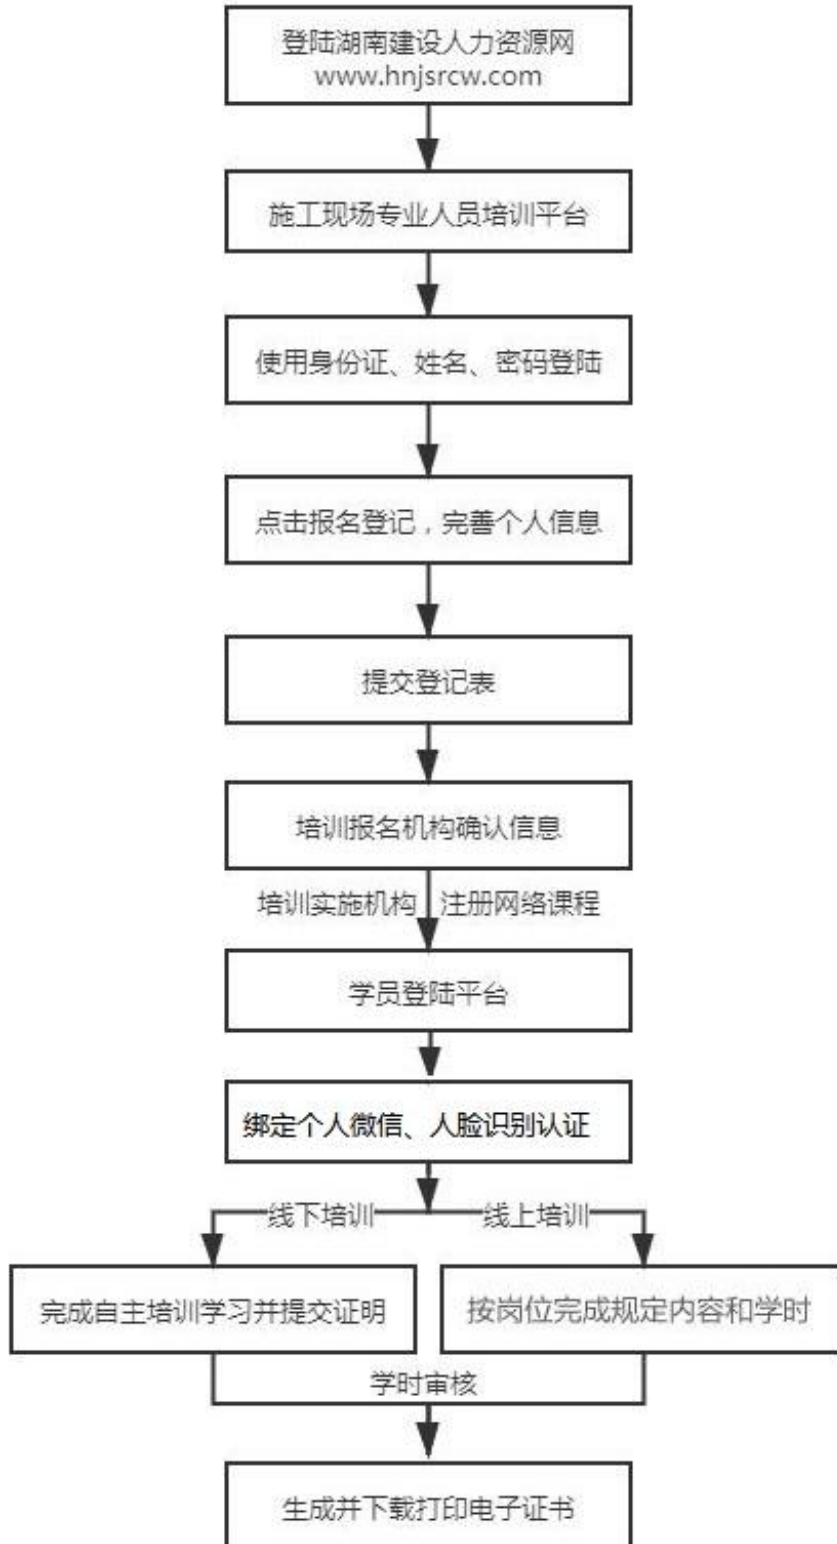 登陆湖南建设人力资源网
www.hnjsrcw.com
施工现场专业人员培训平台
使用身份证、姓名、密码登陆
点击报名登记，完善个人信息
提交登记表
培训报名机构确认信息
培训实施机构 注册网络课程
学员登陆平台
绑定个人微信、人脸识别认证
线下培训 线上培训
完成自主培训学习并提交证明 按岗位完成规定内容和学时
学时审核
生成并下载打印电子证书